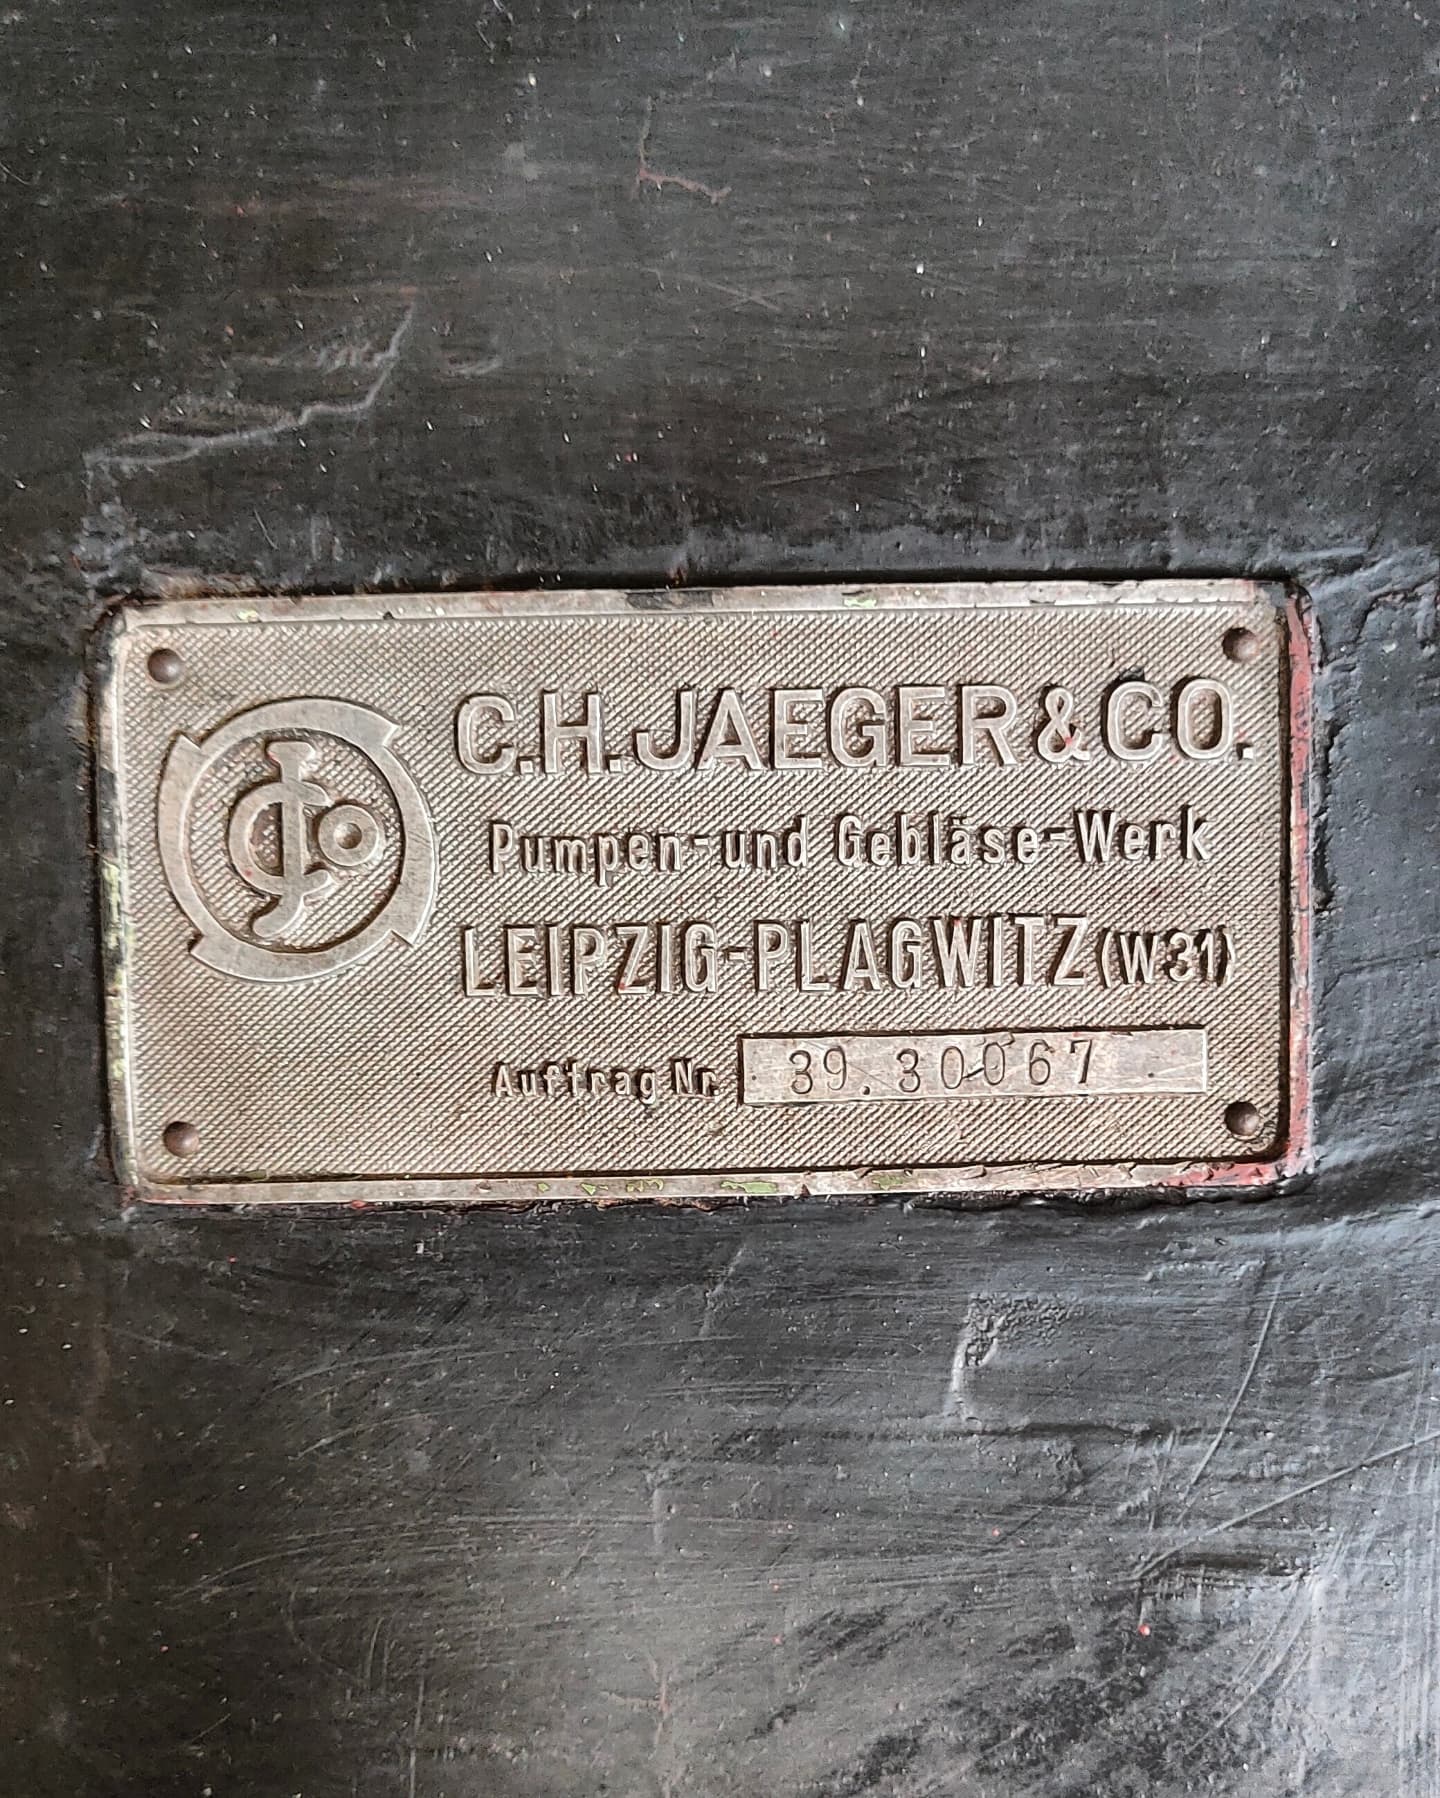 C.H. JAEGER & CO.
Pumpen- und Gebläse-Werk
LEIPZIG-PLAGWITZ (W31)
Auftrag Nr. 39.30067